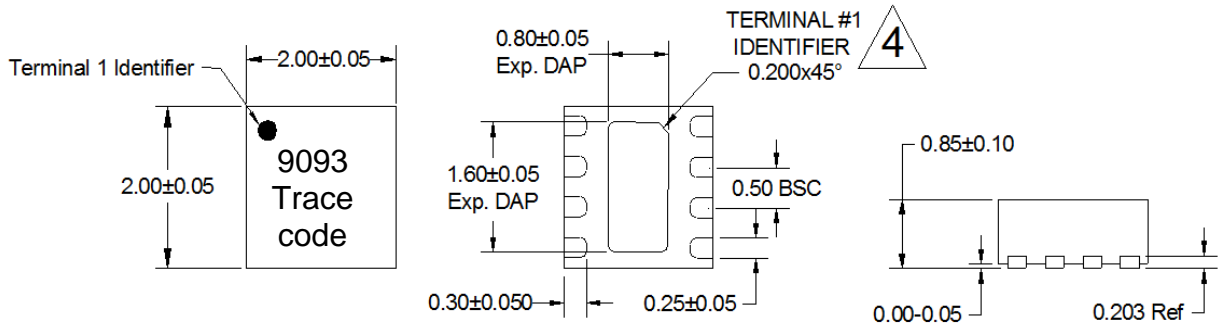 Terminal 1 Identifier
2.00±0.05
2.00±0.05
9093
Trace
code
0.80±0.05
Exp. DAP
TERMINAL #1
IDENTIFIER
0.200x45°
4
1.60±0.05
Exp. DAP
0.50 BSC
0.30±0.050
0.25±0.05
0.85±0.10
0.00-0.05
0.203 Ref